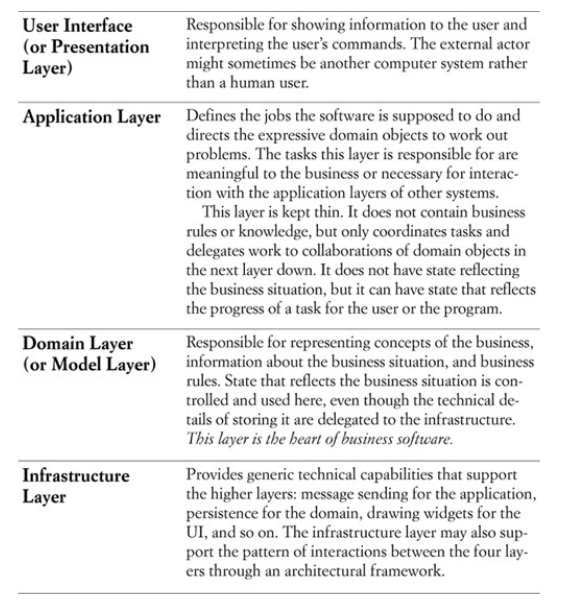 User Interface
(or Presentation
Layer)
Responsible for showing information to the user and
interpreting the user's commands. The external actor
might sometimes be another computer system rather
than a human user.
Application Layer
Defines the jobs the software is supposed to do and
directs the expressive domain objects to work out
problems. The tasks this layer is responsible for are
meaningful to the business or necessary for interac-
tion with the application layers of other systems.
This layer is kept thin. It does not contain business
rules or knowledge, but only coordinates tasks and
delegates work to collaborations of domain objects in
the next layer down. It does not have state reflecting
the business situation, but it can have state that reflects
the progress of a task for the user or the program.
Domain Layer
(or Model Layer)
Responsible for representing concepts of the business,
information about the business situation, and business
rules. State that reflects the business situation is con-
trolled and used here, even though the technical de-
tails of storing it are delegated to the infrastructure.
This layer is the heart of business software.
Infrastructure
Layer
Provides generic technical capabilities that support
the higher layers: message sending for the application,
persistence for the domain, drawing widgets for the
UI, and so on. The infrastructure layer may also sup-
port the pattern of interactions between the four lay-
ers through an architectural framework.